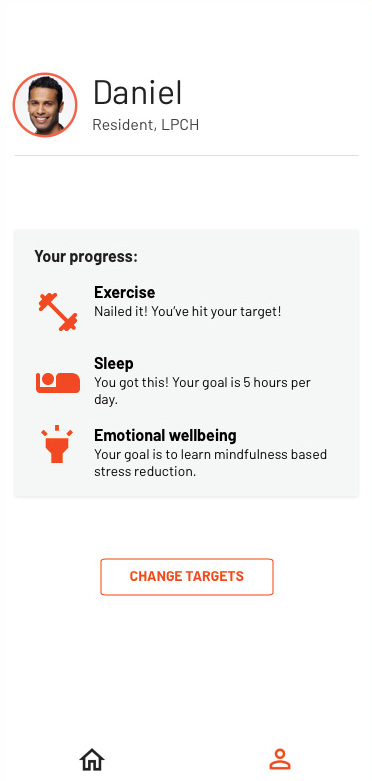 Daniel
Resident, LPCH
Your progress:
Exercise
Nailed it! You’ve hit your target!
Sleep
You got this! Your goal is 5 hours per
day.
Emotional wellbeing
Your goal is to learn mindfulness based
stress reduction.
CHANGE TARGETS